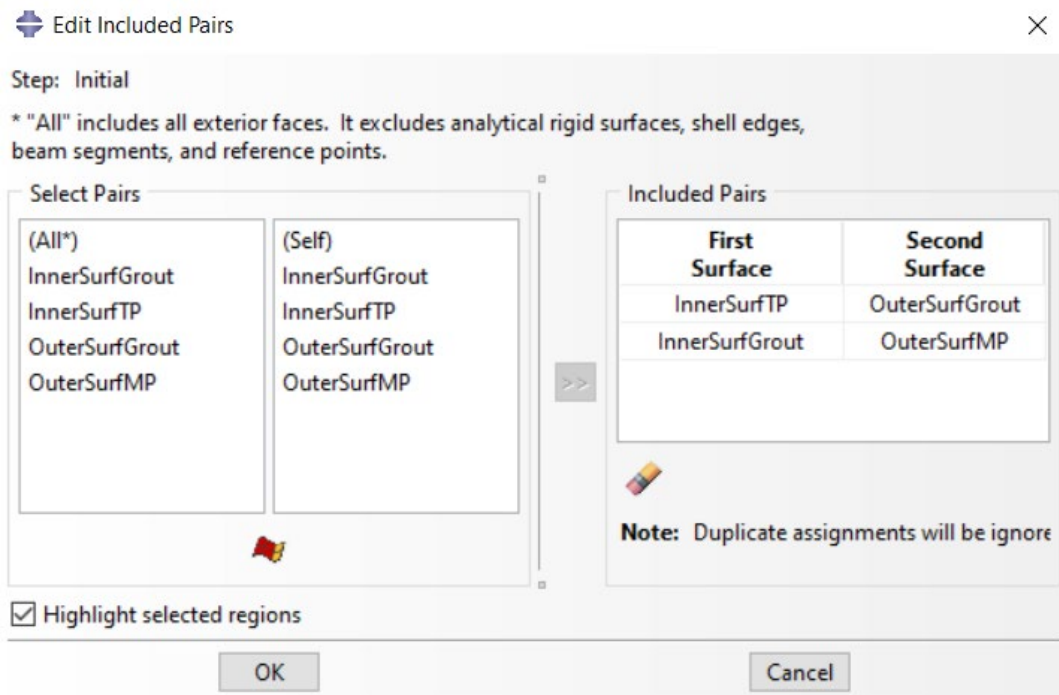 Edit Included Pairs
Step: Initial
* "All" includes all exterior faces. It excludes analytical rigid surfaces, shell edges,
beam segments, and reference points.
Select Pairs
(All*)
InnerSurfGrout
InnerSurfTP
OuterSurfGrout
OuterSurfMP
(Self)
InnerSurfGrout
InnerSurfTP
OuterSurfGrout
OuterSurfMP
>>
Included Pairs
First Surface Second Surface
InnerSurfTP OuterSurfGrout
InnerSurfGrout OuterSurfMP
Note: Duplicate assignments will be ignore
Highlight selected regions
OK Cancel